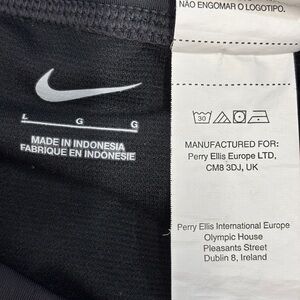 NÃO ENGOMAR O LOGOTIPO.
L G G
MADE IN INDONESIA
FABRIQUÉ EN INDONÉSIE
30
MANUFACTURED FOR:
Perry Ellis Europe LTD,
CM8 3DJ, UK
Perry Ellis International Europe
Olympic House
Pleasants Street
Dublin 8, Ireland